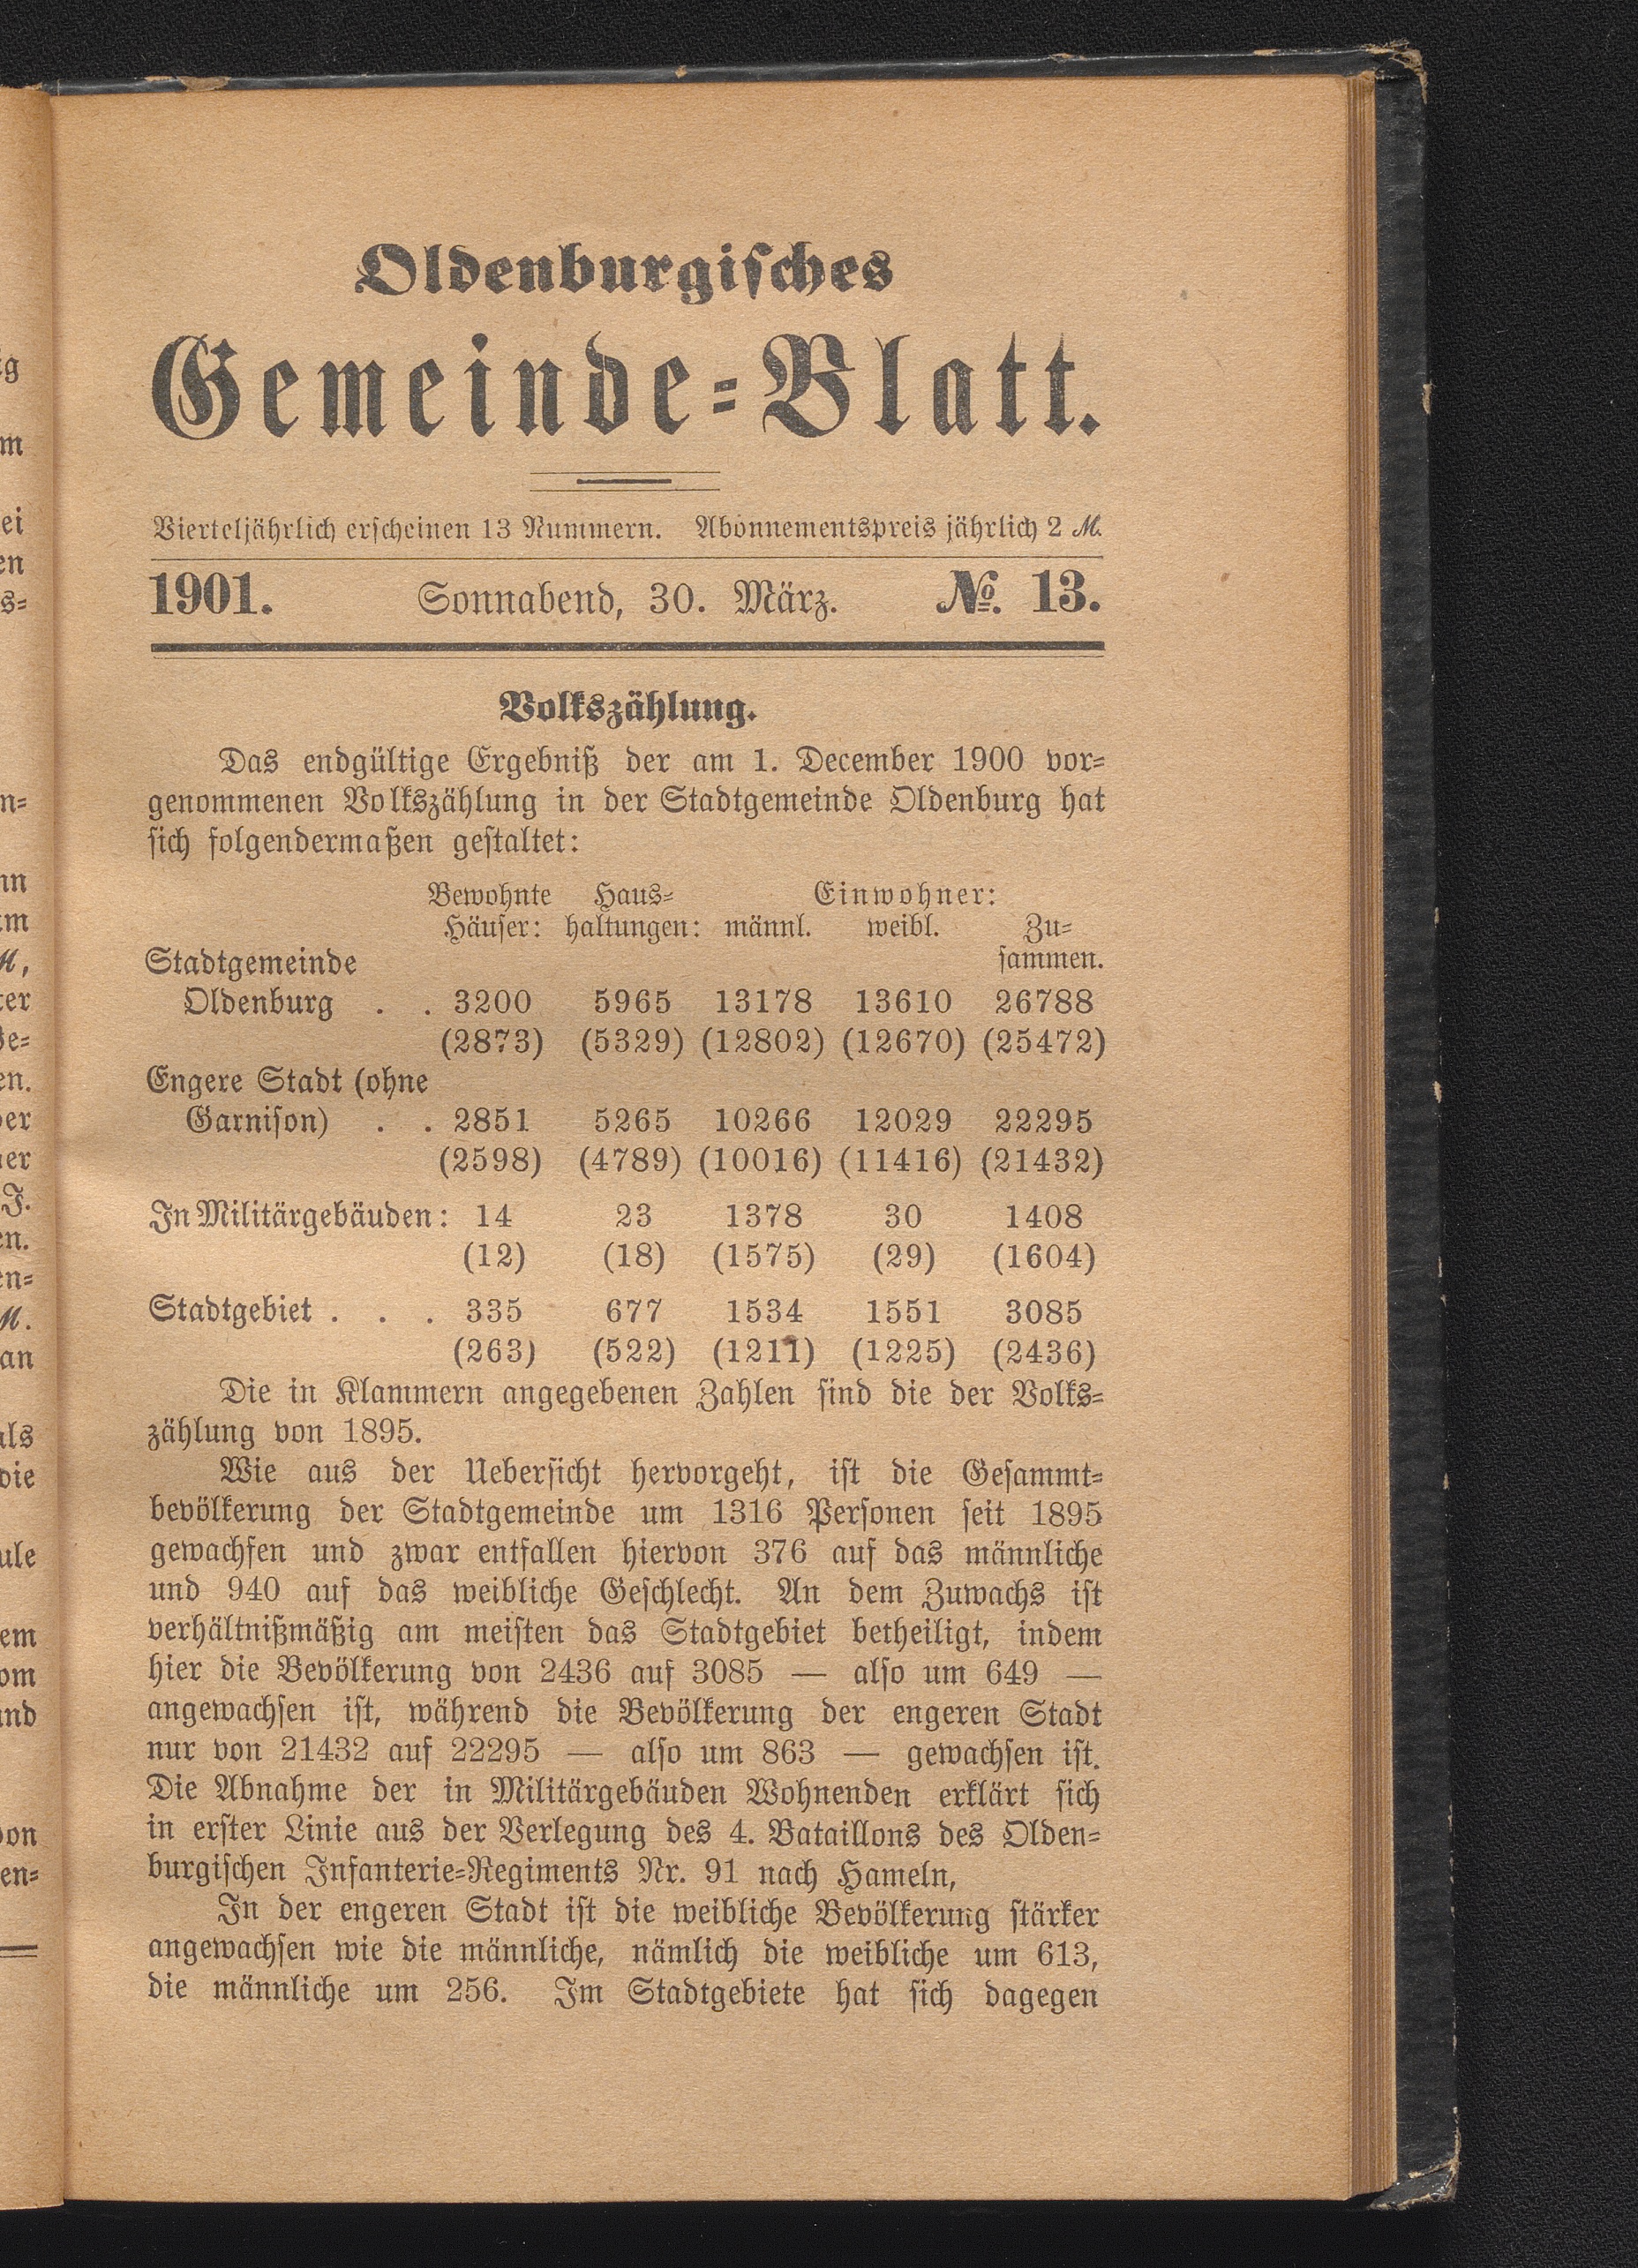 Oldenburgisches
Gemeinde-Blatt.
Vierteljährlich erscheinen 13 Nummern. Abonnementspreis jährlich 2 M.
1901. Sonnabend, 30. März. No. 13.
Volkszählung.
Das endgültige Ergebniß der am 1. December 1900 vor-
genommenen Volkszählung in der Stadtgemeinde Oldenburg hat
sich folgendermaßen gestaltet:
Bewohnte Haus- Einwohner:
Häuser: haltungen: männl. weibl. Zu-
Stadtgemeinde sammen.
Oldenburg . . 3200 5965 13178 13610 26788
(2873) (5329) (12802) (12670) (25472)
Engere Stadt (ohne
Garnison) . . 2851 5265 10266 12029 22295
(2598) (4789) (10016) (11416) (21432)
In Militärgebäuden: 14 23 1378 30 1408
(12) (18) (1575) (29) (1604)
Stadtgebiet . . . 335 677 1534 1551 3085
(263) (522) (1211) (1225) (2436)
Die in Klammern angegebenen Zahlen sind die der Volks-
zählung von 1895.
Wie aus der Uebersicht hervorgeht, ist die Gesammt-
bevölkerung der Stadtgemeinde um 1316 Personen seit 1895
gewachsen und zwar entfallen hiervon 376 auf das männliche
und 940 auf das weibliche Geschlecht. An dem Zuwachs ist
verhältnißmäßig am meisten das Stadtgebiet betheiligt, indem
hier die Bevölkerung von 2436 auf 3085 — also um 649 —
angewachsen ist, während die Bevölkerung der engeren Stadt
nur von 21432 auf 22295 — also um 863 — gewachsen ist.
Die Abnahme der in Militärgebäuden Wohnenden erklärt sich
in erster Linie aus der Verlegung des 4. Bataillons des Olden-
burgischen Infanterie-Regiments Nr. 91 nach Hameln,
In der engeren Stadt ist die weibliche Bevölkerung stärker
angewachsen wie die männliche, nämlich die weibliche um 613,
die männliche um 256. Im Stadtgebiete hat sich dagegen